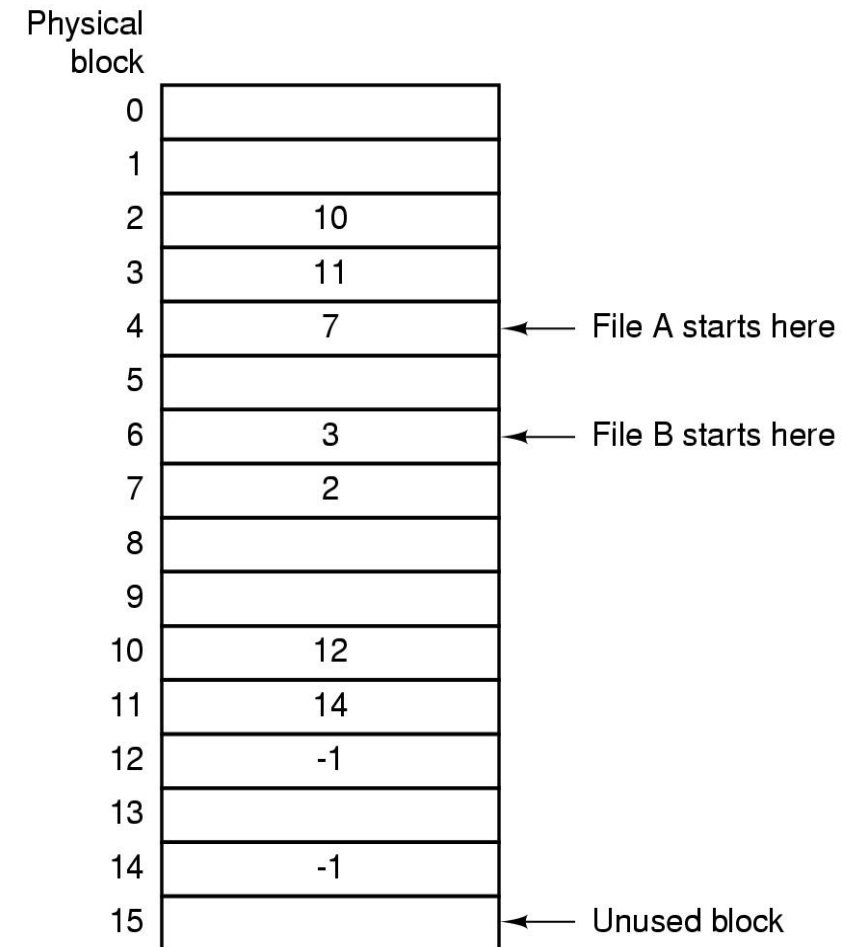 Physical
block
0
1
2 10
3 11
4 7 File A starts here
5
6 3 File B starts here
7 2
8
9
10 12
11 14
12 -1
13
14 -1
15 Unused block